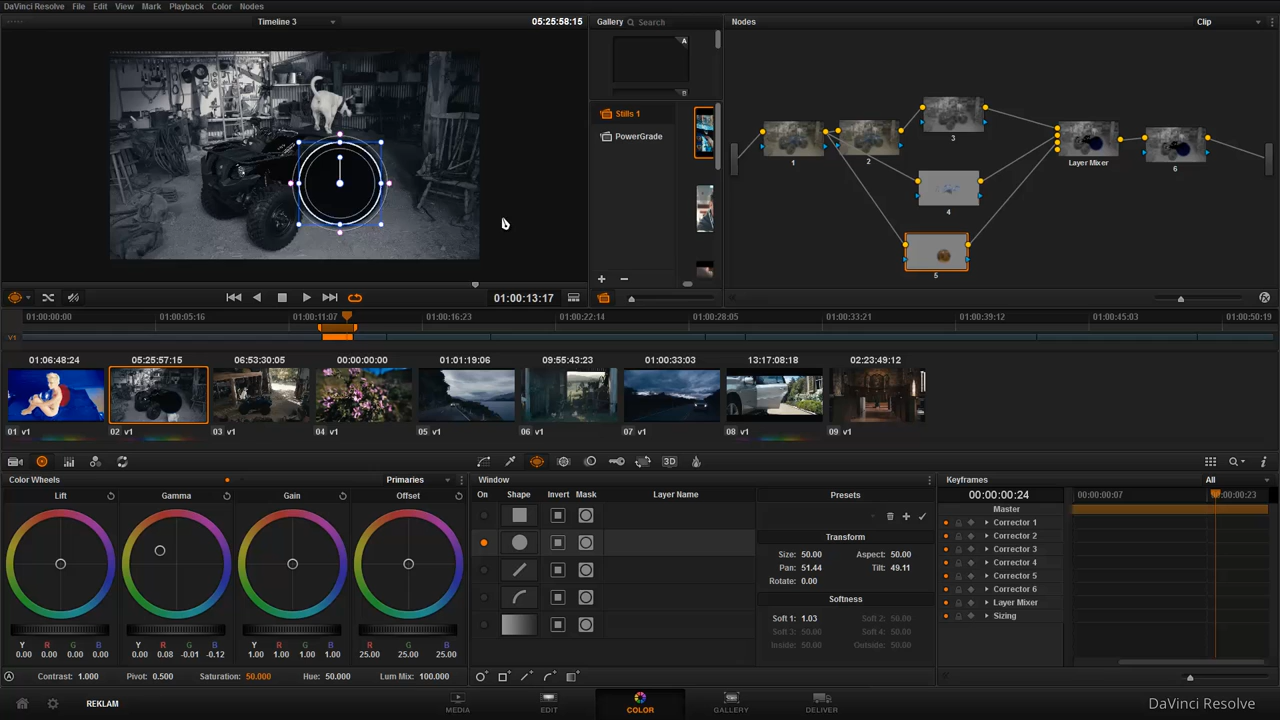 DaVinci Resolve File Edit View Mark Playback Color Nodes
Timeline 3 05:25:58:15 Gallery Search Nodes Clip
A
B
Stills 1
PowerGrade
1
2
3
Layer Mixer
6
4
5
01:00:13:17
01:00:00:00 01:00:05:16 01:00:11:07 01:00:16:23 01:00:22:14 01:00:28:05 01:00:33:21 01:00:39:12 01:00:45:03 01:00:50:19
V1
01:06:48:24 05:25:57:15 06:53:30:05 00:00:00:00 01:01:19:06 09:55:43:23 01:00:33:03 13:17:08:18 02:23:49:12
01 v1 02 v1 03 v1 04 v1 05 v1 06 v1 07 v1 08 v1 09 v1
3D
Color Wheels Primaries Window Keyframes All
Lift Gamma Gain Offset
On Shape Invert Mask Layer Name Presets
00:00:00:24 00:00:00:07 00:00:00:23
Master
Corrector 1
Corrector 2
Corrector 3
Corrector 4
Corrector 5
Corrector 6
Layer Mixer
Sizing
Transform
Size: 50.00 Aspect: 50.00
Pan: 51.44 Tilt: 49.11
Rotate: 0.00
Softness
Soft 1: 1.03 Soft 2: 50.00
Soft 3: 50.00 Soft 4: 50.00
Inside: 50.00 Outside: 50.00
Y R G B Y R G B Y R G B R G B
0.00 0.00 0.00 0.00 0.00 0.08 -0.01 -0.12 1.00 1.00 1.00 1.00 25.00 25.00 25.00
A Contrast: 1.000 Pivot: 0.500 Saturation: 50.000 Hue: 50.000 Lum Mix: 100.000
REKLAM MEDIA EDIT COLOR GALLERY DELIVER DaVinci Resolve